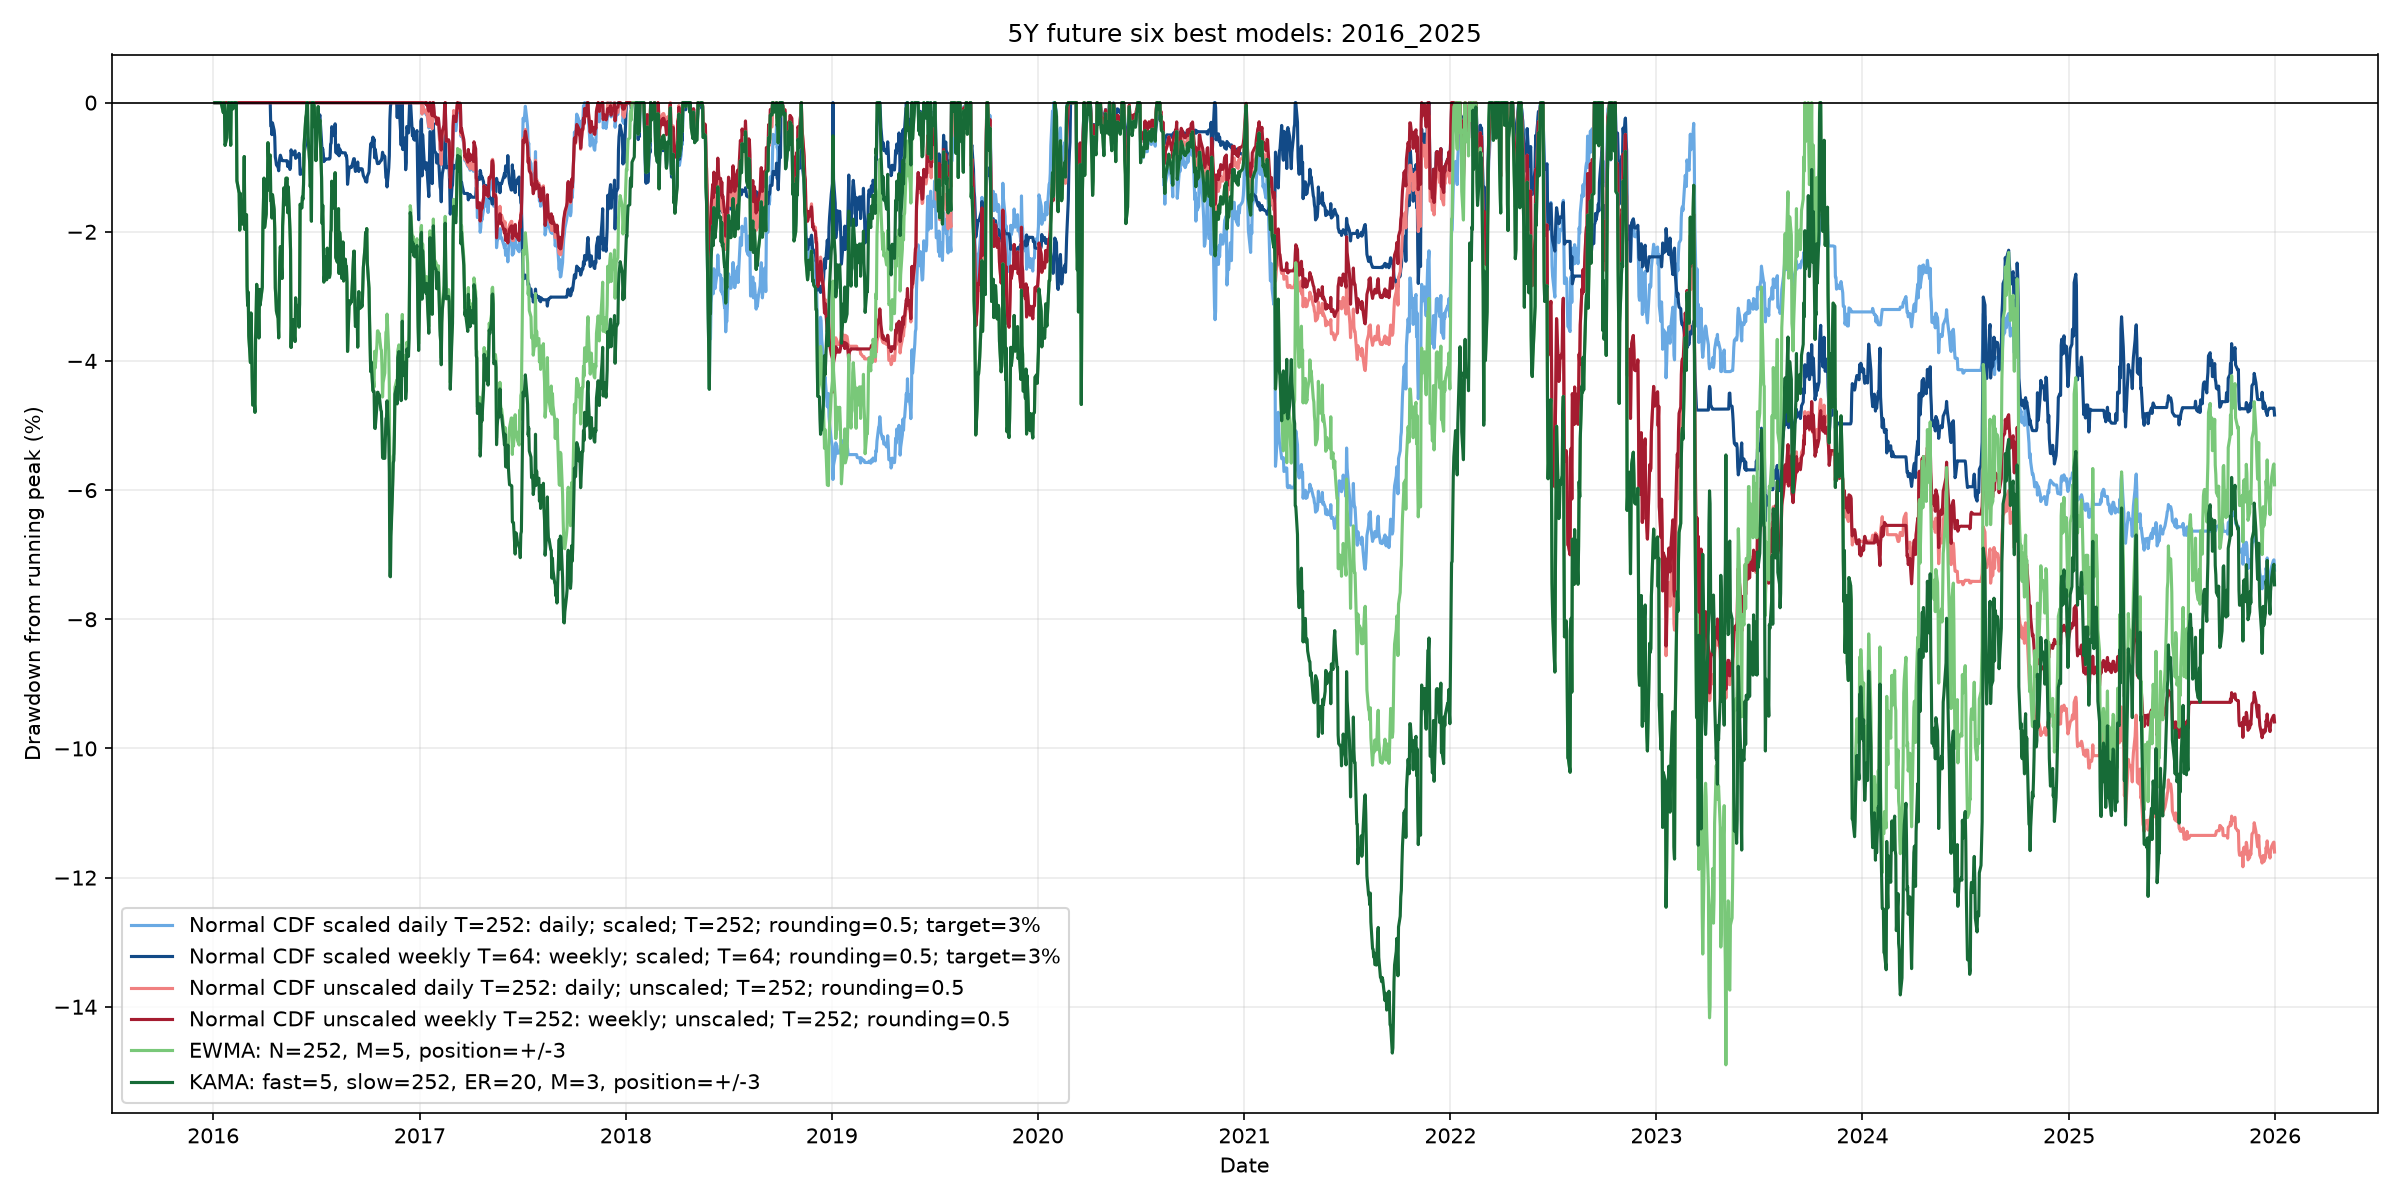 5Y future six best models: 2016_2025
Drawdown from running peak (%)
0
−2
−4
−6
−8
−10
−12
−14
Normal CDF scaled daily T=252: daily; scaled; T=252; rounding=0.5; target=3%
Normal CDF scaled weekly T=64: weekly; scaled; T=64; rounding=0.5; target=3%
Normal CDF unscaled daily T=252: daily; unscaled; T=252; rounding=0.5
Normal CDF unscaled weekly T=252: weekly; unscaled; T=252; rounding=0.5
EWMA: N=252, M=5, position=+/-3
KAMA: fast=5, slow=252, ER=20, M=3, position=+/-3
2016 2017 2018 2019 2020 2021 2022 2023 2024 2025 2026
Date